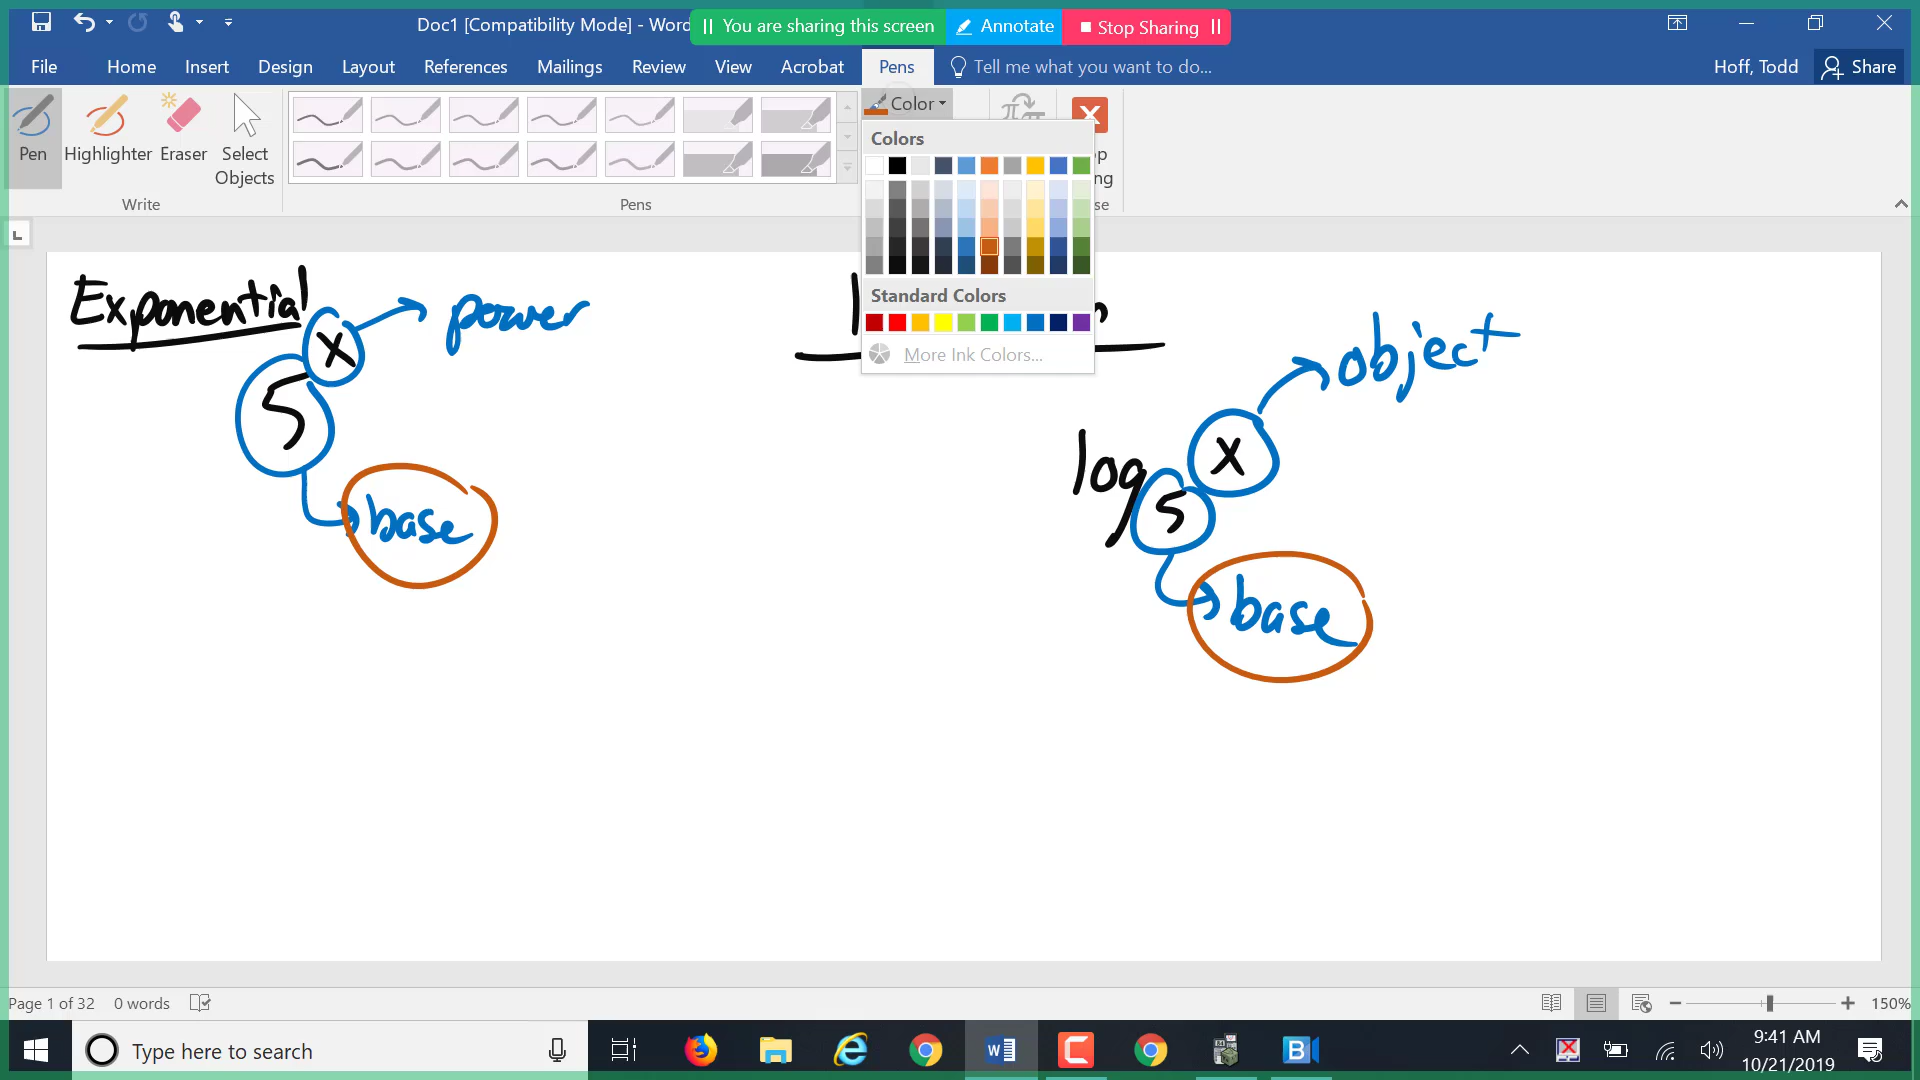 Doc1 [Compatibility Mode] - Word
You are sharing this screen
Annotate
Stop Sharing
File Home Insert Design Layout References Mailings Review View Acrobat Pens Tell me what you want to do... Hoff, Todd Share
Pen Highlighter Eraser Select Objects
Color
Write
Pens
Colors
Standard Colors
More Ink Colors...
Exponential
x
power
5
base
object
log
5
x
base
Page 1 of 32 0 words
150%
Type here to search
9:41 AM
10/21/2019